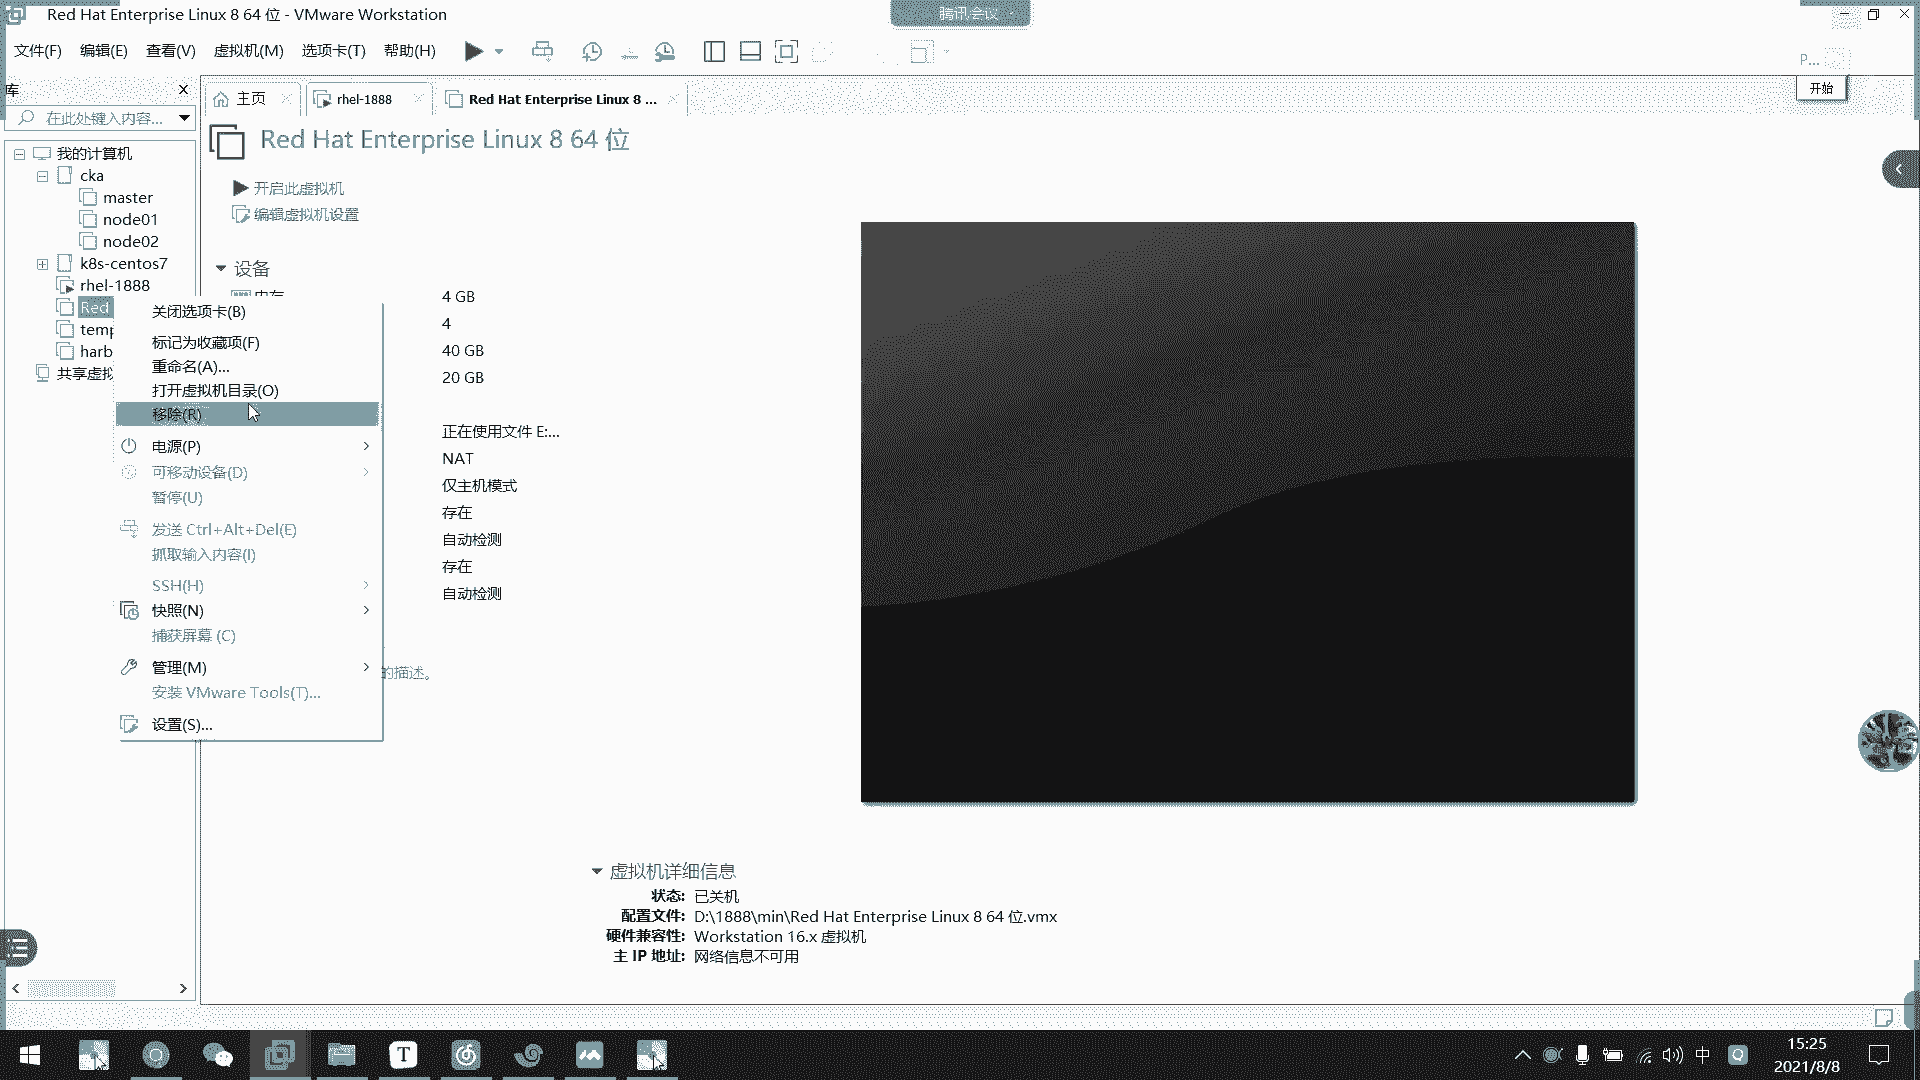 Red Hat Enterprise Linux 8 64 位 - VMware Workstation
腾讯会议
文件(F) 编辑(E) 查看(V) 虚拟机(M) 选项卡(T) 帮助(H)
P...
开始
库
在此处键入内容...
主页
rhel-1888
Red Hat Enterprise Linux 8 ...
我的计算机
cka
master
node01
node02
k8s-centos7
rhel-1888
Red
temp
harb
共享虚拟
Red Hat Enterprise Linux 8 64 位
开启此虚拟机
编辑虚拟机设置
设备
内存 4 GB
4
40 GB
20 GB
正在使用文件 E:...
NAT
仅主机模式
存在
自动检测
存在
自动检测
的描述。
关闭选项卡(B)
标记为收藏项(F)
重命名(A)...
打开虚拟机目录(O)
移除(R)
电源(P)
可移动设备(D)
暂停(U)
发送 Ctrl+Alt+Del(E)
抓取输入内容(I)
SSH(H)
快照(N)
捕获屏幕 (C)
管理(M)
安装 VMware Tools(T)...
设置(S)...
虚拟机详细信息
状态: 已关机
配置文件: D:\1888\min\Red Hat Enterprise Linux 8 64 位.vmx
硬件兼容性: Workstation 16.x 虚拟机
主 IP 地址: 网络信息不可用
中
15:25
2021/8/8